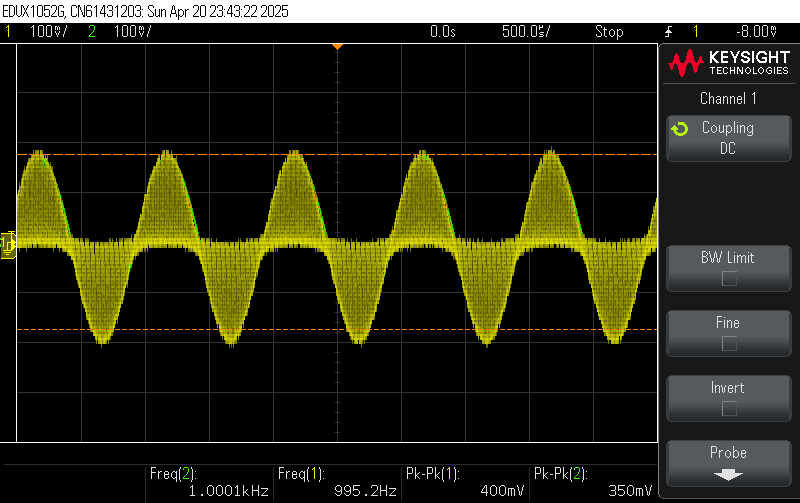 EDUX1052G, CN61431203: Sun Apr 20 23:43:22 2025
1 100%/ 2 100%/ 0.0s 500.0%/ Stop 1 -8.00%
KEYSIGHT
TECHNOLOGIES
Channel 1
Coupling
DC
BW Limit
Fine
Invert
Probe
Freq(2): Freq(1): Pk-Pk(1): Pk-Pk(2):
1.0001kHz 995.2Hz 400mV 350mV